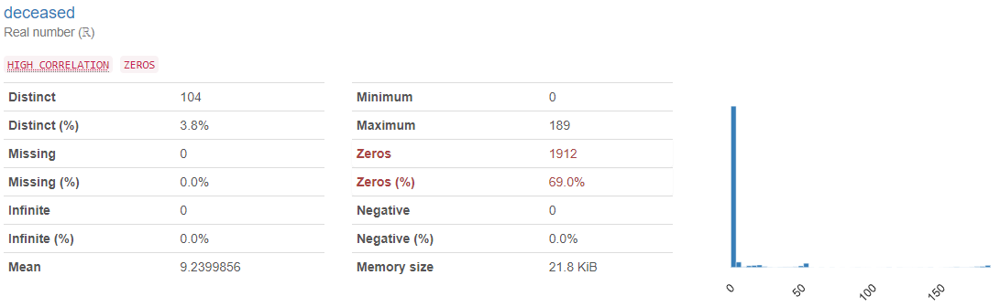 deceased
Real number (ℝ)
HIGH CORRELATION ZEROS
Distinct 104
Distinct (%) 3.8%
Missing 0
Missing (%) 0.0%
Infinite 0
Infinite (%) 0.0%
Mean 9.2399856
Minimum 0
Maximum 189
Zeros 1912
Zeros (%) 69.0%
Negative 0
Negative (%) 0.0%
Memory size 21.8 KiB
0 50 100 150